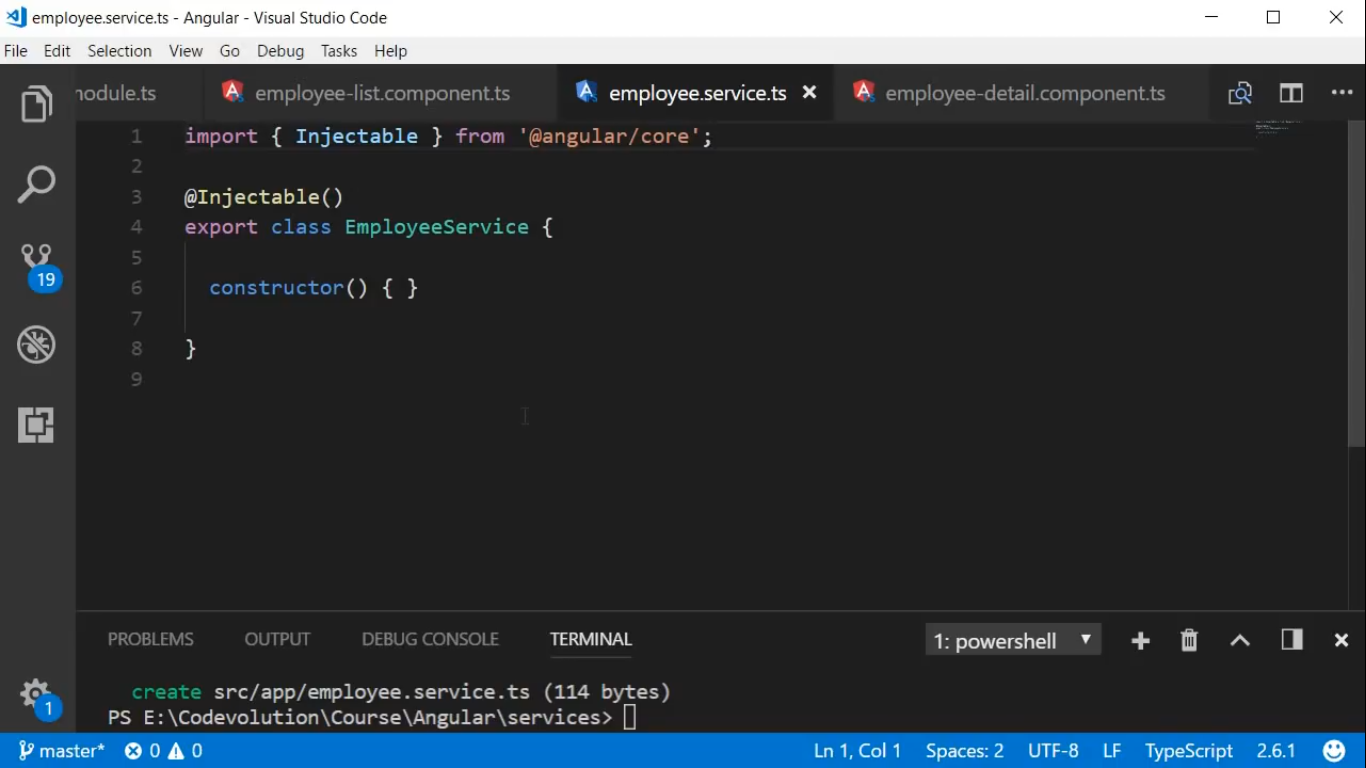 employee.service.ts - Angular - Visual Studio Code
File Edit Selection View Go Debug Tasks Help
module.ts employee-list.component.ts employee.service.ts employee-detail.component.ts
1 import { Injectable } from '@angular/core';
2
3 @Injectable()
4 export class EmployeeService {
5
6 constructor() { }
7
8 }
9
19
PROBLEMS OUTPUT DEBUG CONSOLE TERMINAL 1: powershell
create src/app/employee.service.ts (114 bytes)
PS E:\Codevolution\Course\Angular\services>
1
master* 0 0 Ln 1, Col 1 Spaces: 2 UTF-8 LF TypeScript 2.6.1